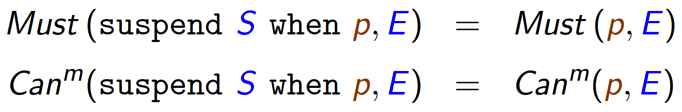 Must (suspend S when p, E) = Must (p, E)
Can^m(suspend S when p, E) = Can^m(p, E)